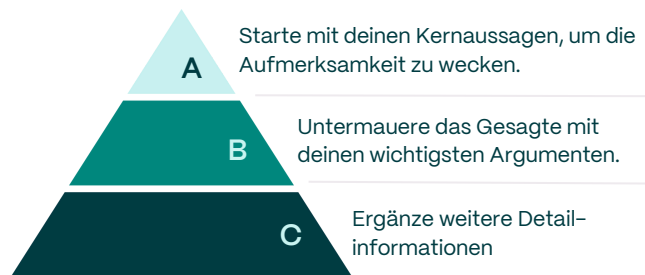 A
Starte mit deinen Kernaussagen, um die
Aufmerksamkeit zu wecken.
B
Untermauere das Gesagte mit
deinen wichtigsten Argumenten.
C
Ergänze weitere Detail-
informationen